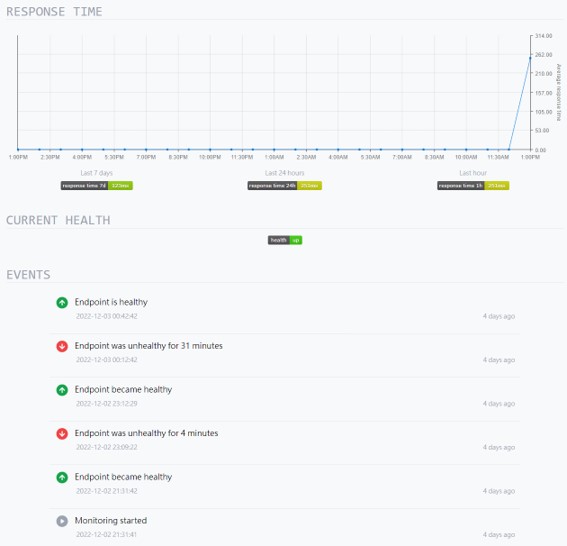 RESPONSE TIME
314.00
262.00
210.00
157.00
105.00
53.00
0.00
Average response time
1:00PM 2:30PM 4:00PM 5:30PM 7:00PM 8:30PM 10:00PM 11:30PM 1:00AM 2:30AM 4:00AM 5:30AM 7:00AM 8:30AM 10:00AM 11:30AM 1:00PM
Last 7 days Last 24 hours Last hour
response time 7d response time 24h response time 1h
CURRENT HEALTH
health up
EVENTS
Endpoint is healthy
2022-12-03 00:42:42 4 days ago
Endpoint was unhealthy for 31 minutes
2022-12-03 00:12:42 4 days ago
Endpoint became healthy
2022-12-02 23:12:29 4 days ago
Endpoint was unhealthy for 4 minutes
2022-12-02 23:09:22 4 days ago
Endpoint became healthy
2022-12-02 21:31:42 4 days ago
Monitoring started
2022-12-02 21:31:41 4 days ago